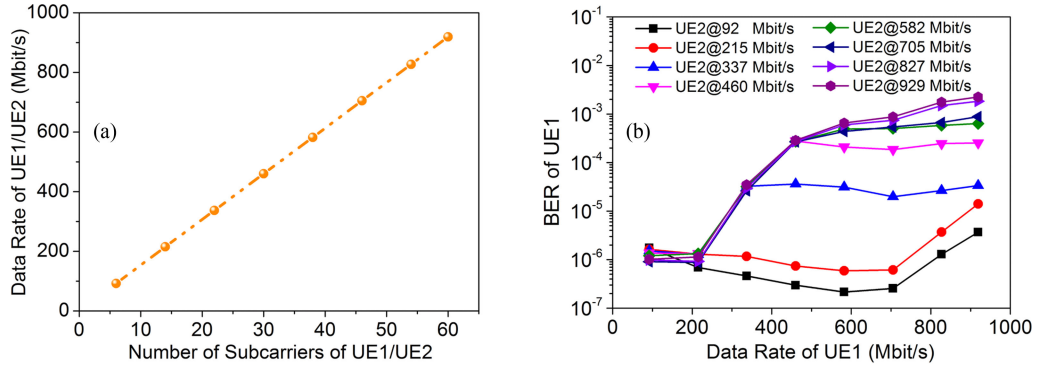 1000
800
600
400
200
0
Data Rate of UE1/UE2 (Mbit/s)
(a)
0 10 20 30 40 50 60
Number of Subcarriers of UE1/UE2
10^-1
10^-2
10^-3
10^-4
10^-5
10^-6
10^-7
BER of UE1
UE2@92 Mbit/s
UE2@215 Mbit/s
UE2@337 Mbit/s
UE2@460 Mbit/s
UE2@582 Mbit/s
UE2@705 Mbit/s
UE2@827 Mbit/s
UE2@929 Mbit/s
(b)
0 200 400 600 800 1000
Data Rate of UE1 (Mbit/s)